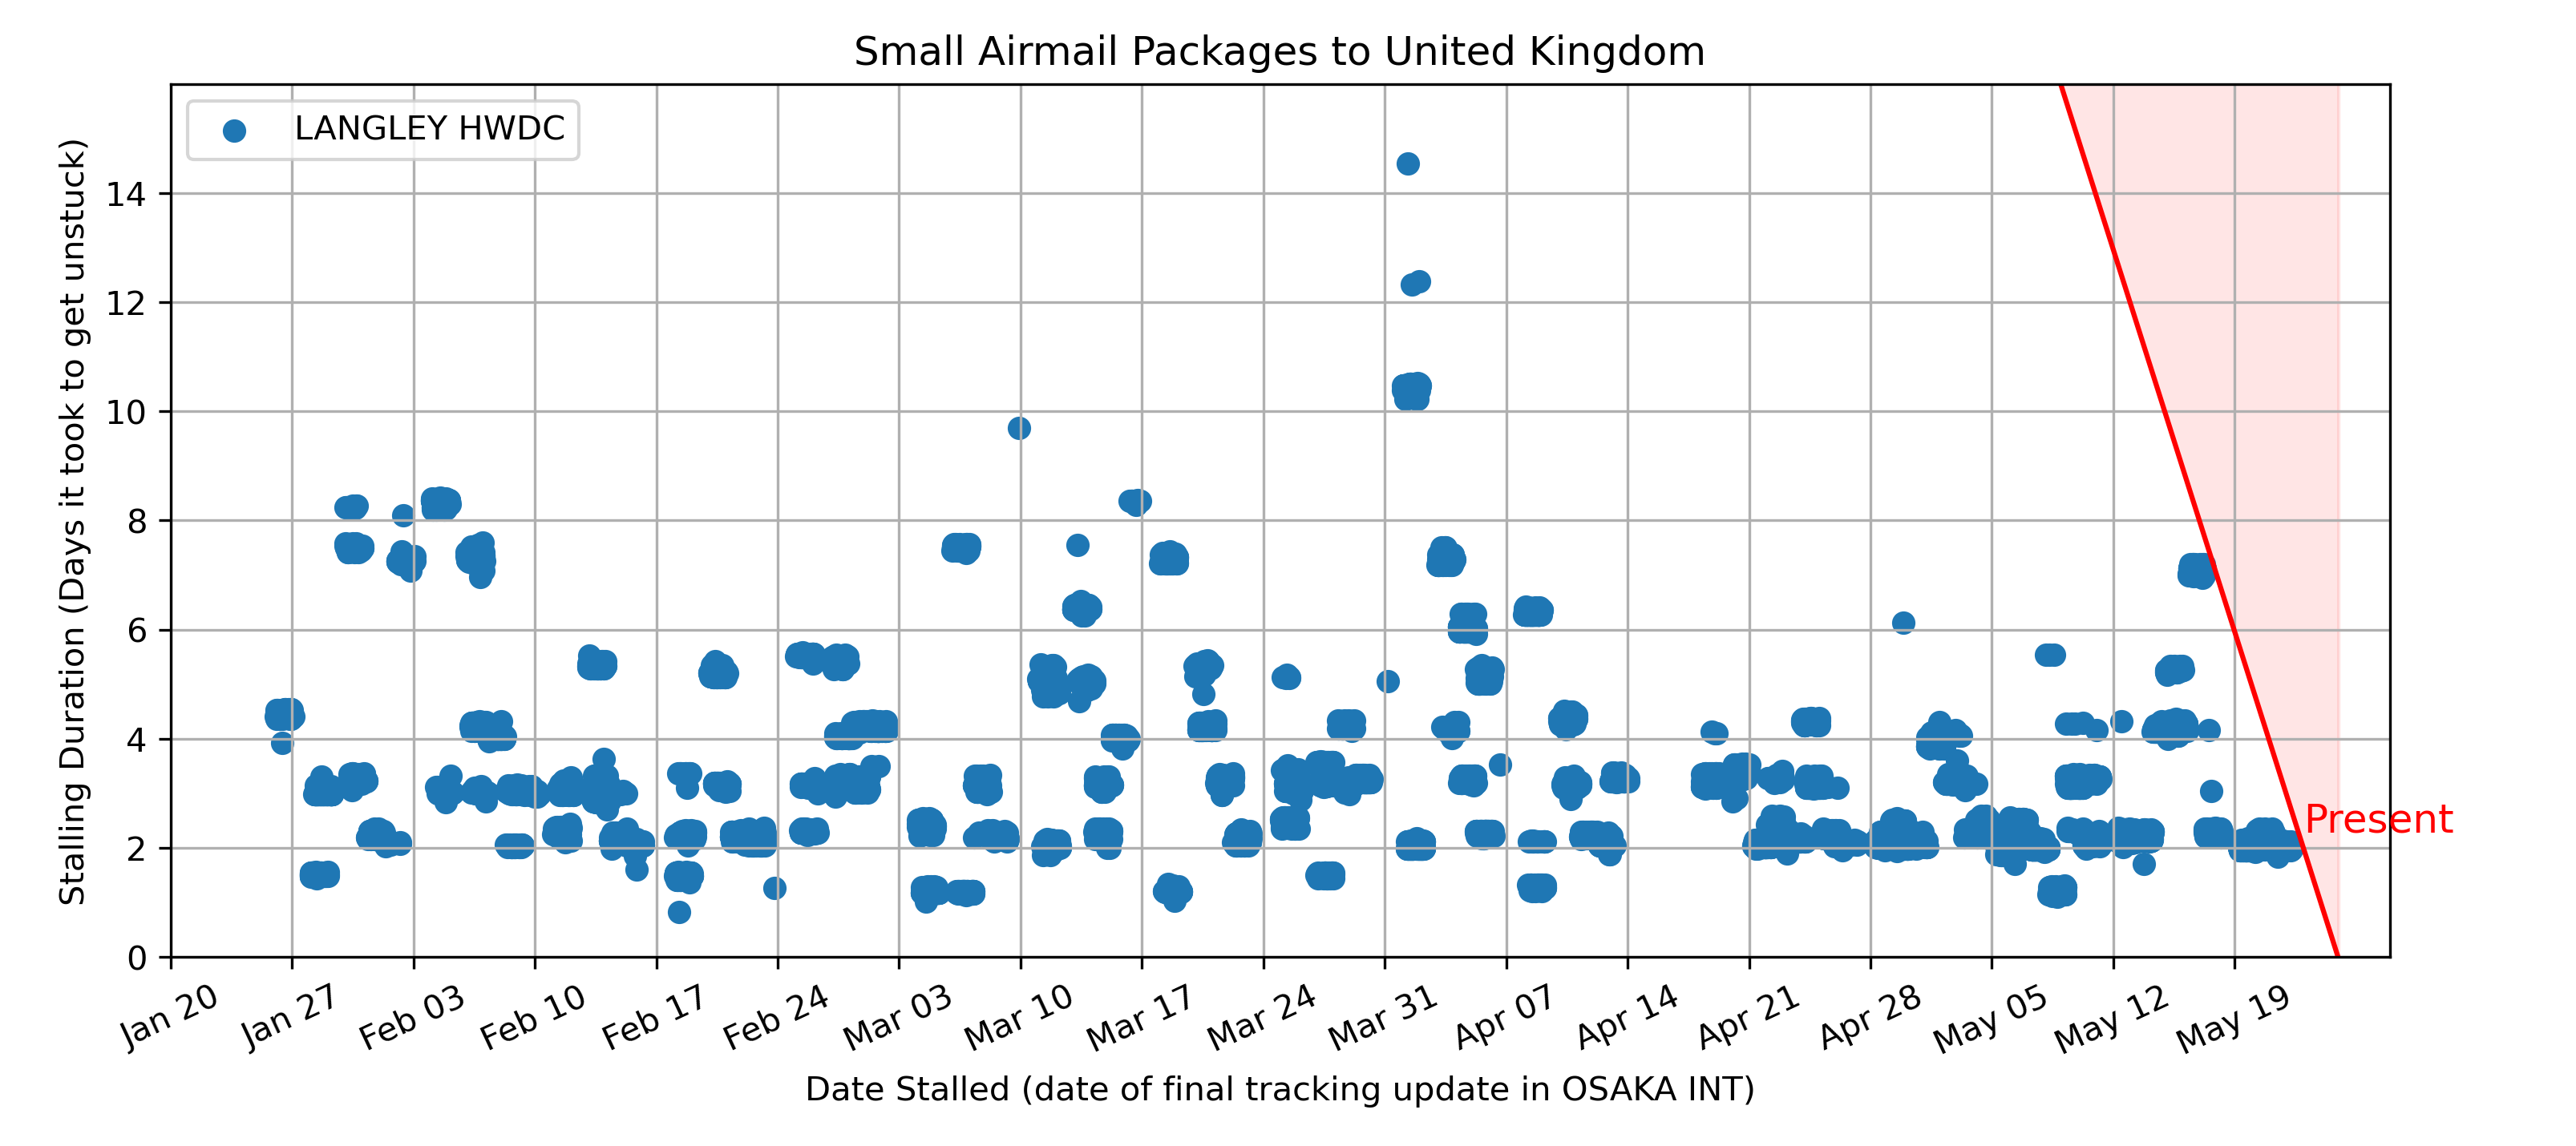 Small Airmail Packages to United Kingdom
LANGLEY HWDC
Stalling Duration (Days it took to get unstuck)
14
12
10
8
6
4
2
0
Present
Jan 20
Jan 27
Feb 03
Feb 10
Feb 17
Feb 24
Mar 03
Mar 10
Mar 17
Mar 24
Mar 31
Apr 07
Apr 14
Apr 21
Apr 28
May 05
May 12
May 19
Date Stalled (date of final tracking update in OSAKA INT)